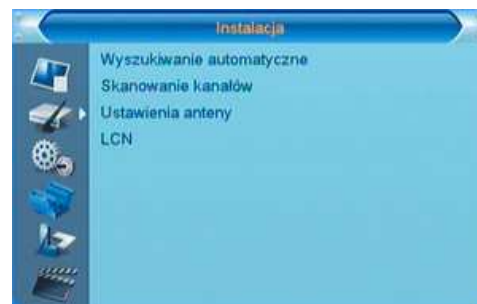 Instalacja
Wyszukiwanie automatyczne
Skanowanie kanałów
Ustawienia anteny
LCN